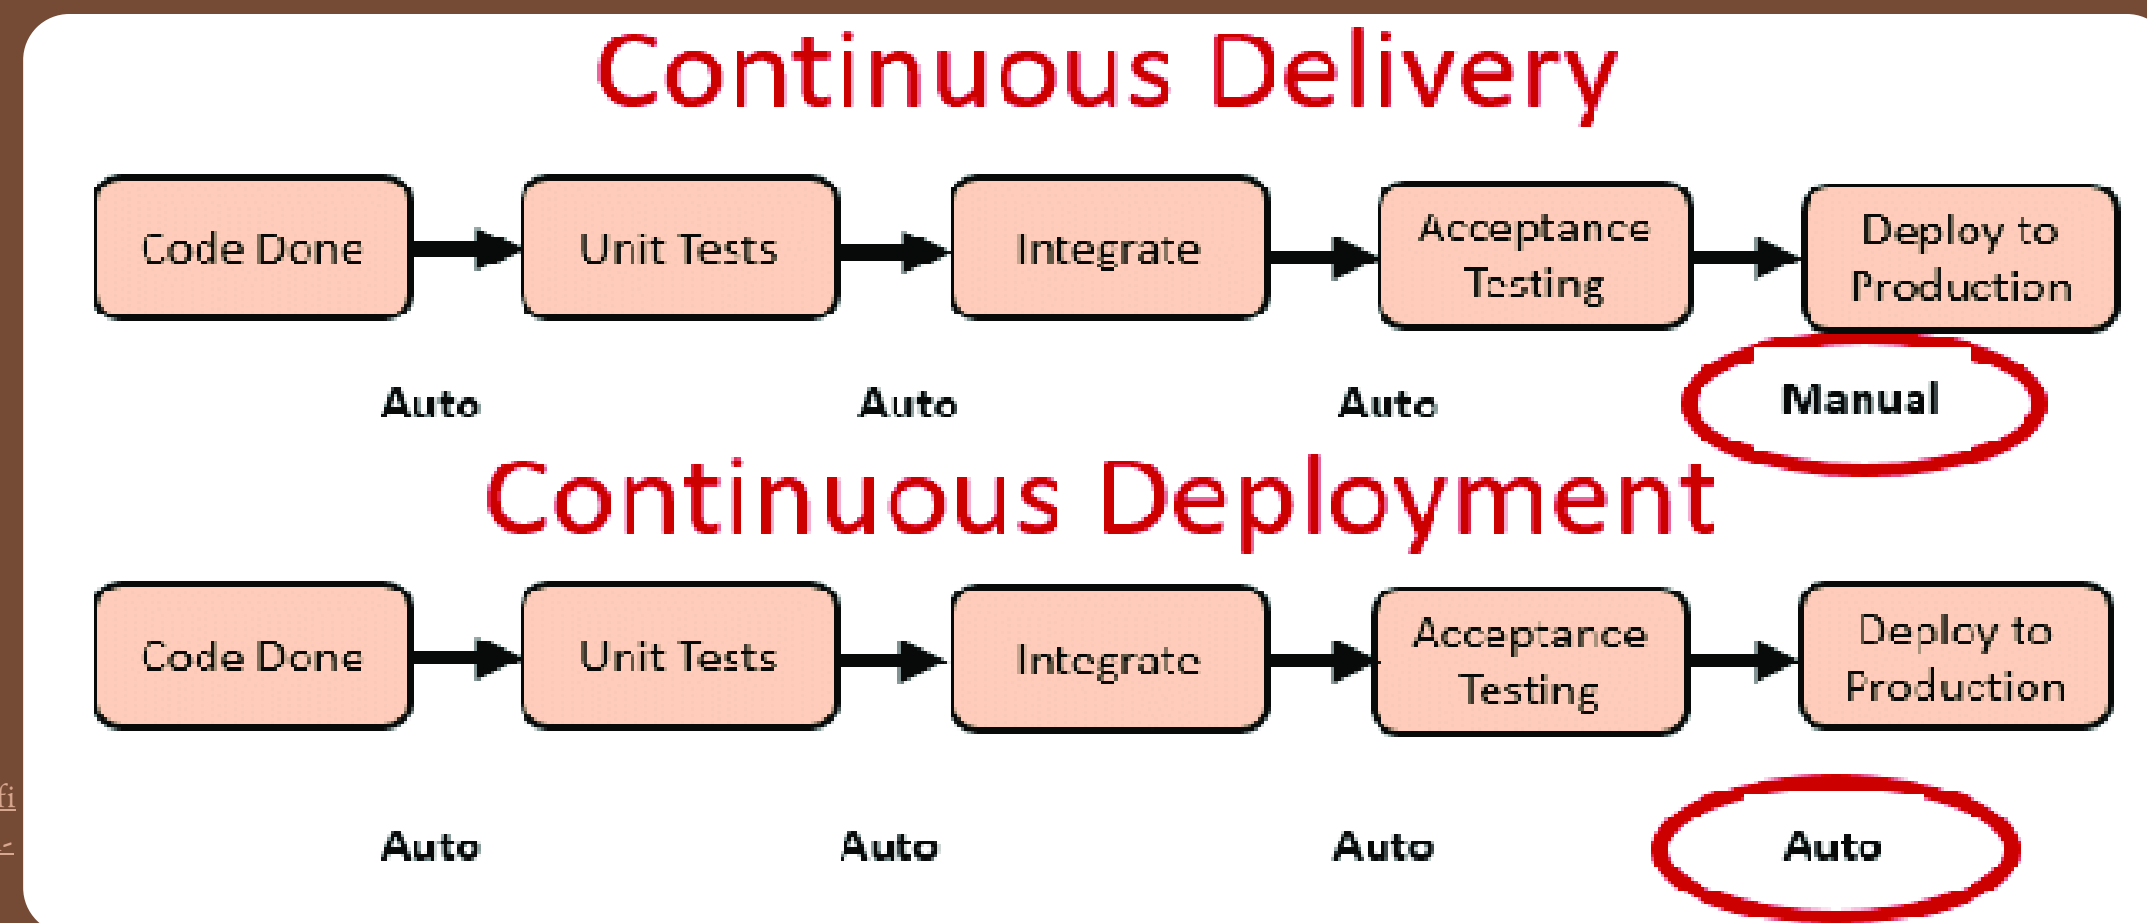 Continuous Delivery
Code Done
Unit Tests
Integrate
Acceptance
Testing
Deploy to
Production
Auto
Auto
Auto
Manual
Continuous Deployment
Code Done
Unit Tests
Integrate
Acceptance
Testing
Deploy to
Production
Auto
Auto
Auto
Auto